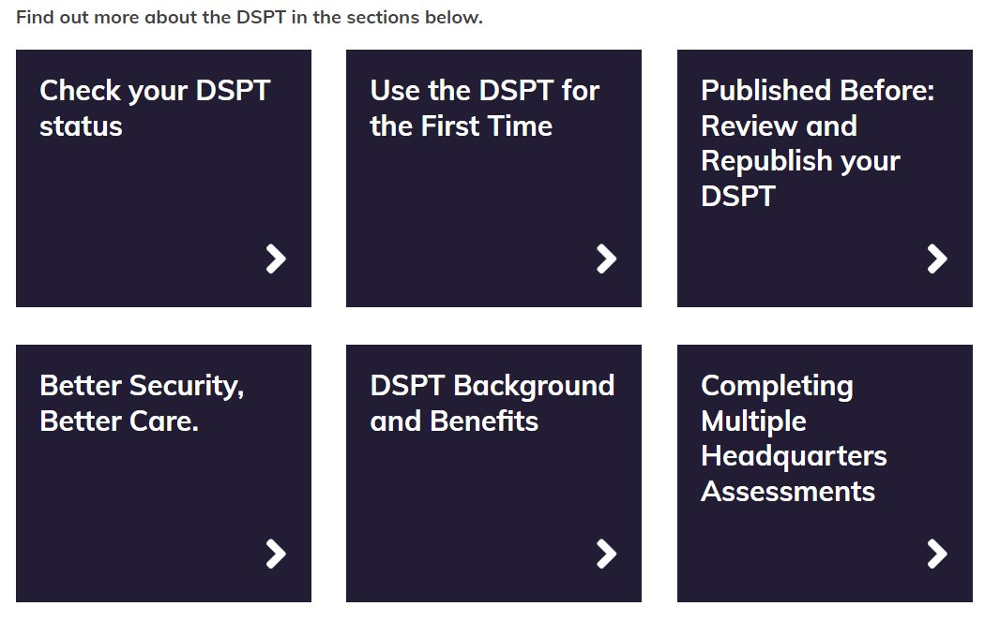 Find out more about the DSPT in the sections below.
Check your DSPT
status
Use the DSPT for
the First Time
Published Before:
Review and
Republish your
DSPT
Better Security,
Better Care.
DSPT Background
and Benefits
Completing
Multiple
Headquarters
Assessments